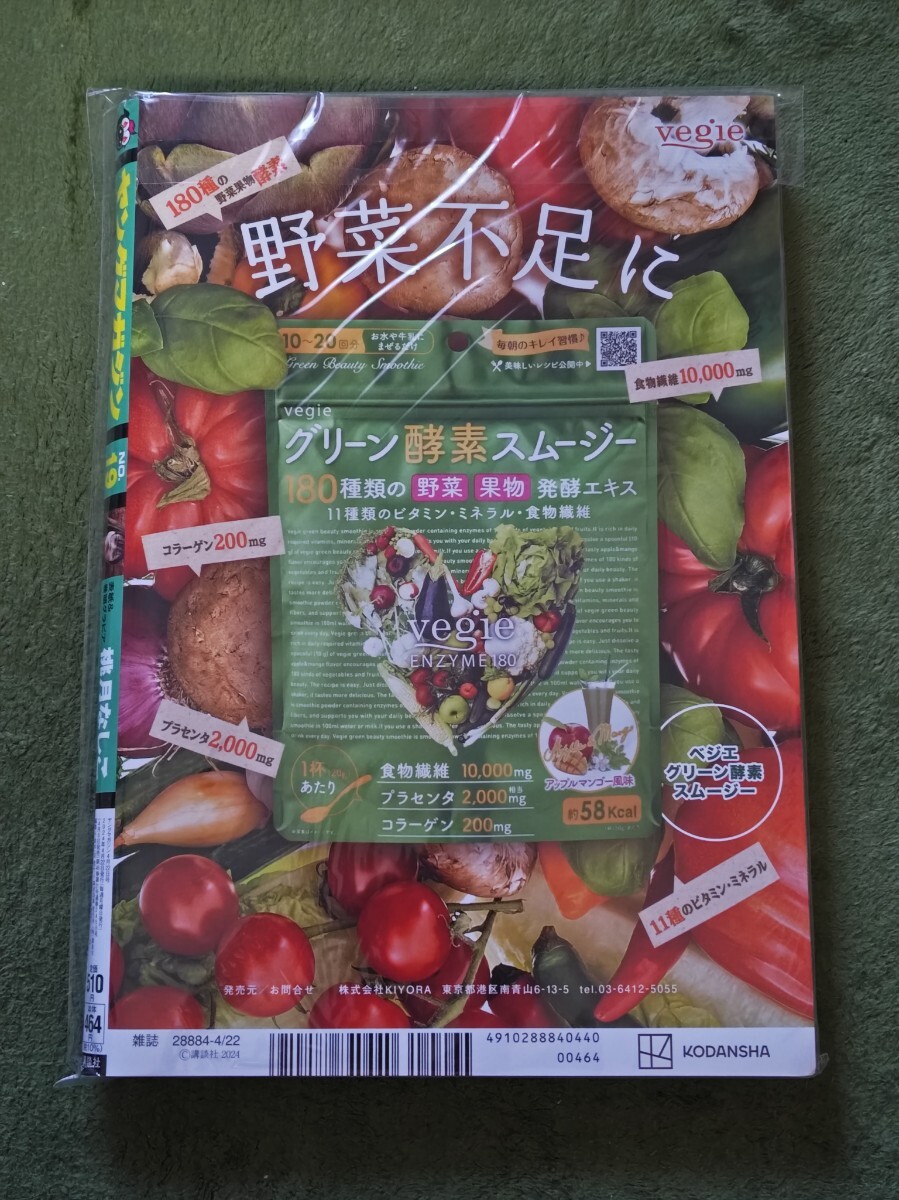 vegie
180種の
野菜果物酵素
野菜不足に
10～20回分
お水や牛乳に
まぜるだけ
Green Beauty Smoothie
毎朝のキレイ習慣♪
美味しいレシピ公開中
食物繊維10,000mg
vegie
グリーン酵素スムージー
180種類の 野菜 果物 発酵エキス
11種類のビタミン・ミネラル・食物繊維
vegie
ENZYME180
コラーゲン200mg
プラセンタ2,000mg
1杯
あたり
食物繊維 10,000mg
プラセンタ 2,000mg
相当
コラーゲン 200mg
アップルマンゴー風味
約58Kcal
ベジエ
グリーン酵素
スムージー
11種のビタミン・ミネラル
発売元／お問合せ 株式会社KIYORA 東京都港区南青山6-13-5 tel.03-6412-5055
雑誌 28884-4/22
Ⓒ講談社 2024
4910288840440
00464
KODANSHA
ヤングマガジン
NO.
19
桃月なしこ
510
円
464
円